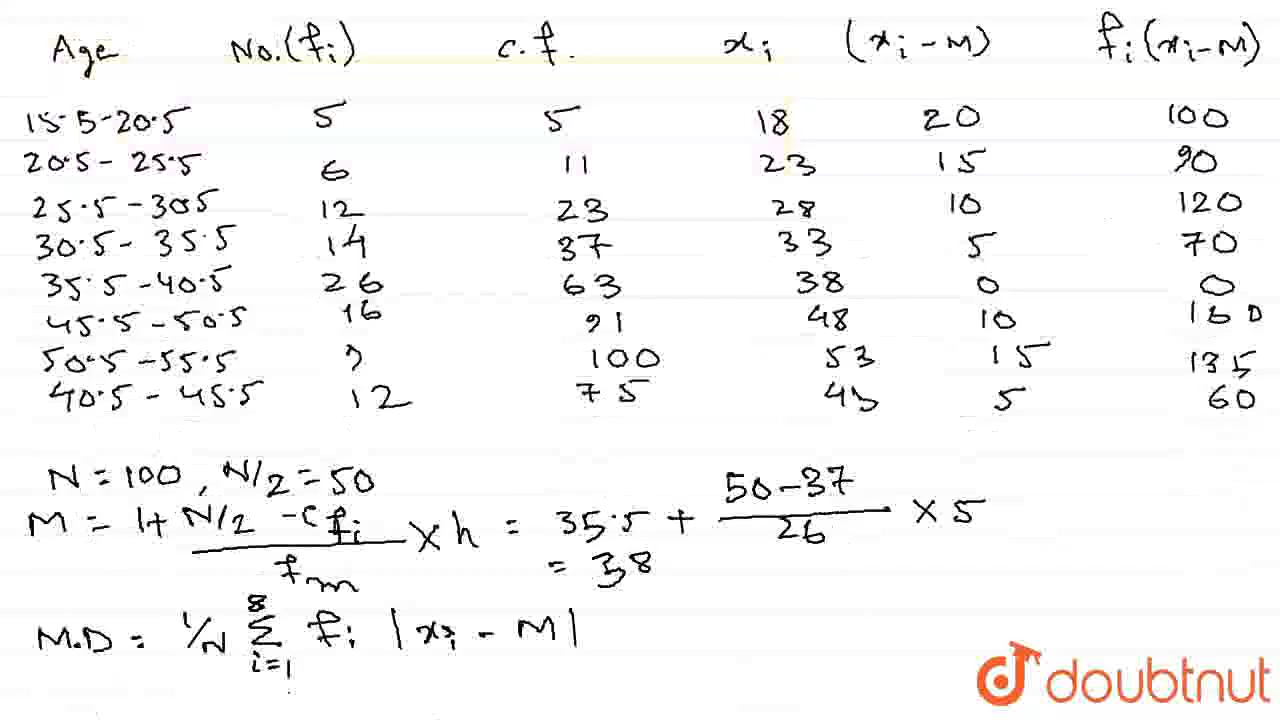 Age No.(fi) c.f. xi (xi - M) fi(xi - M)
15.5-20.5 5 5 18 20 100
20.5 - 25.5 6 11 23 15 90
25.5 - 30.5 12 23 28 10 120
30.5 - 35.5 14 37 33 5 70
35.5 - 40.5 26 63 38 0 0
45.5 - 50.5 16 91 48 10 160
50.5 - 55.5 100 53 15 135
40.5 - 45.5 12 75 43 5 60
N = 100, N/2 = 50
M = l + (N/2 - cfi)/fm × h = 35.5 + (50 - 37)/26 × 5
= 38
M.D = 1/N 8∑i=1 fi |xi - M|
doubtnut